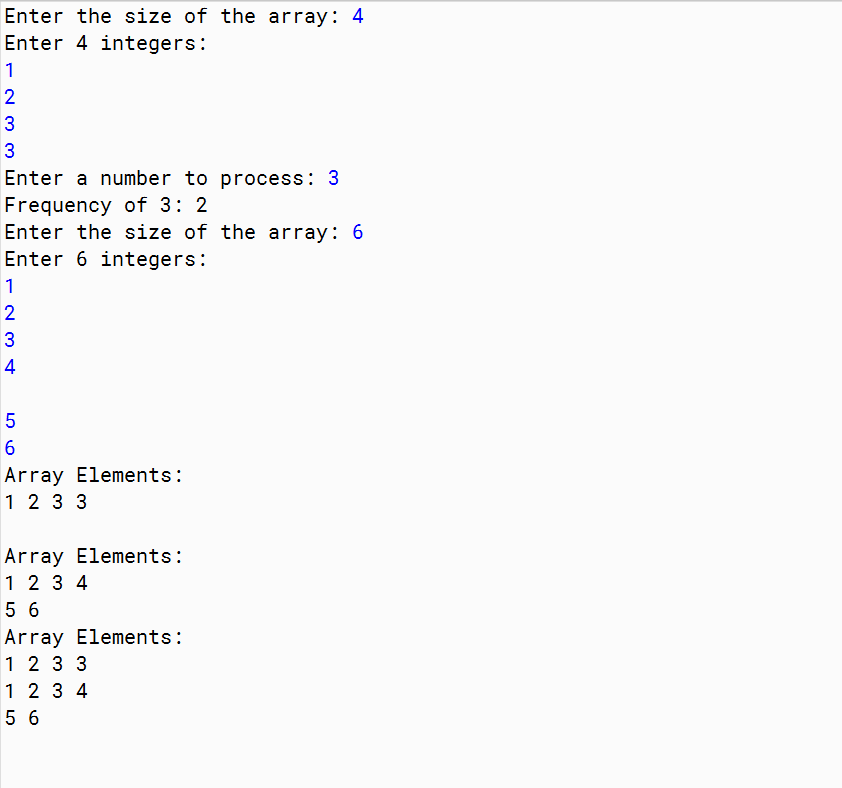 Enter the size of the array: 4
Enter 4 integers:
1
2
3
3
Enter a number to process: 3
Frequency of 3: 2
Enter the size of the array: 6
Enter 6 integers:
1
2
3
4
5
6
Array Elements:
1 2 3 3
Array Elements:
1 2 3 4
5 6
Array Elements:
1 2 3 3
1 2 3 4
5 6